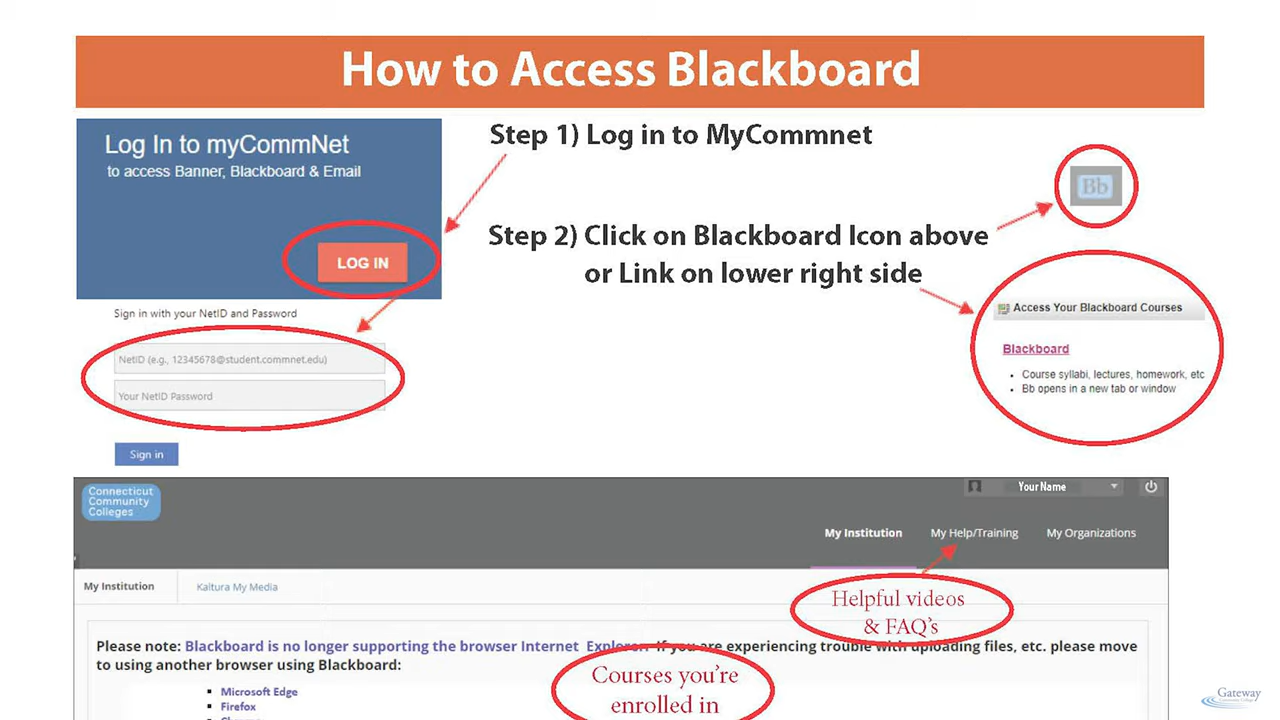 How to Access Blackboard
Log In to myCommNet
to access Banner, Blackboard & Email
LOG IN
Step 1) Log in to MyCommnet
Bb
Step 2) Click on Blackboard Icon above
or Link on lower right side
Sign in with your NetID and Password
NetID (e.g., 12345678@student.commnet.edu)
Your NetID Password
Sign in
Access Your Blackboard Courses
Blackboard
Course syllabi, lectures, homework, etc
Bb opens in a new tab or window
Connecticut
Community
Colleges
Your Name
My Institution My Help/Training My Organizations
My Institution Kaltura My Media
Helpful videos
& FAQ's
Please note: Blackboard is no longer supporting the browser Internet Explorer. If you are experiencing trouble with uploading files, etc. please move
to using another browser using Blackboard:
Courses you're
enrolled in
Microsoft Edge
Firefox
Gateway